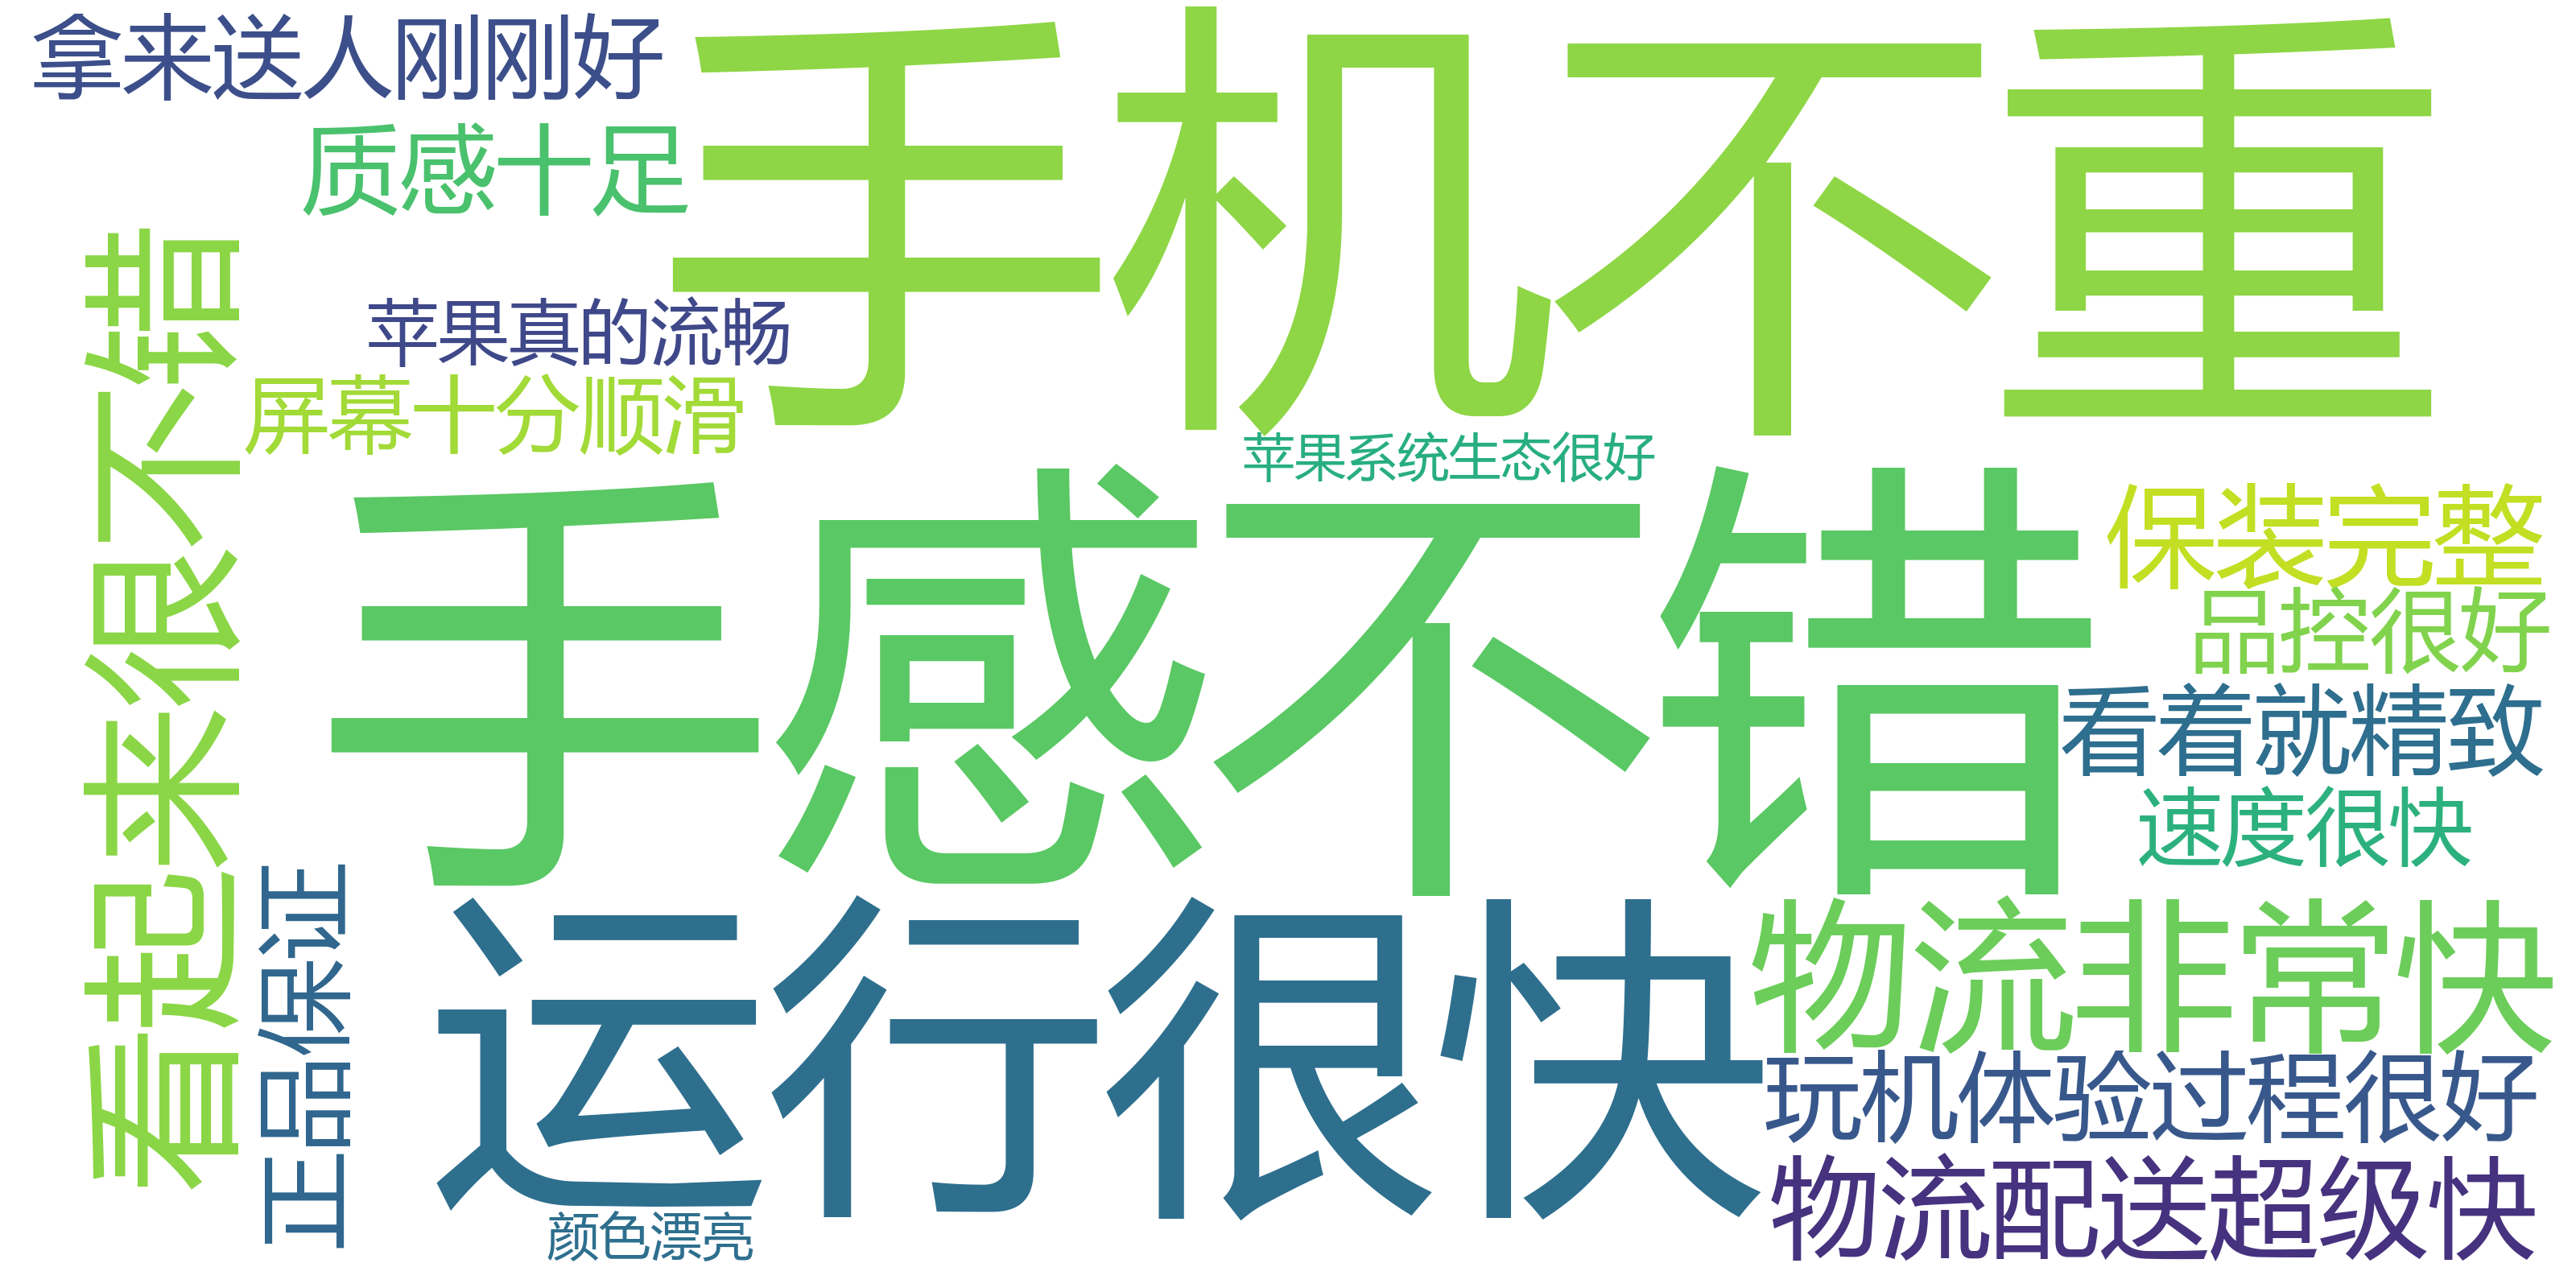 拿来送人刚刚好
手机不重
质感十足
看起来很不错
苹果真的流畅
屏幕十分顺滑
苹果系统生态很好
手感不错
保装完整
品控很好
看着就精致
速度很快
正品保证
运行很快
物流非常快
玩机体验过程很好
物流配送超级快
颜色漂亮